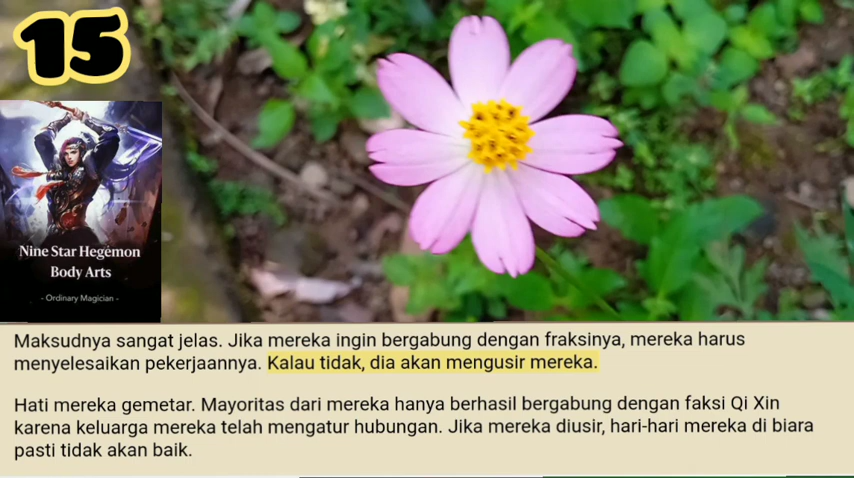 15
Nine Star Hegemon
Body Arts
- Ordinary Magician -
Maksudnya sangat jelas. Jika mereka ingin bergabung dengan fraksinya, mereka harus
menyelesaikan pekerjaannya. Kalau tidak, dia akan mengusir mereka.
Hati mereka gemetar. Mayoritas dari mereka hanya berhasil bergabung dengan faksi Qi Xin
karena keluarga mereka telah mengatur hubungan. Jika mereka diusir, hari-hari mereka di biara
pasti tidak akan baik.